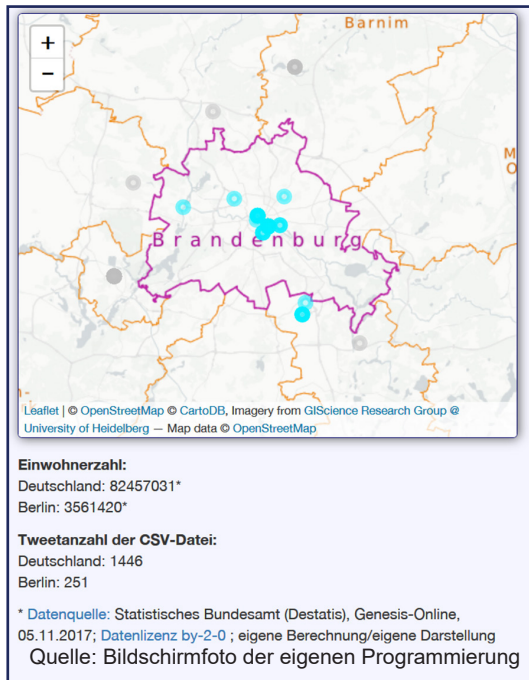 +
−
Barnim
M
O
Brandenburg
n-
k
Leaflet | © OpenStreetMap © CartoDB, Imagery from GIScience Research Group @
University of Heidelberg — Map data © OpenStreetMap
Einwohnerzahl:
Deutschland: 82457031*
Berlin: 3561420*
Tweetanzahl der CSV-Datei:
Deutschland: 1446
Berlin: 251
* Datenquelle: Statistisches Bundesamt (Destatis), Genesis-Online,
05.11.2017; Datenlizenz by-2-0 ; eigene Berechnung/eigene Darstellung
Quelle: Bildschirmfoto der eigenen Programmierung